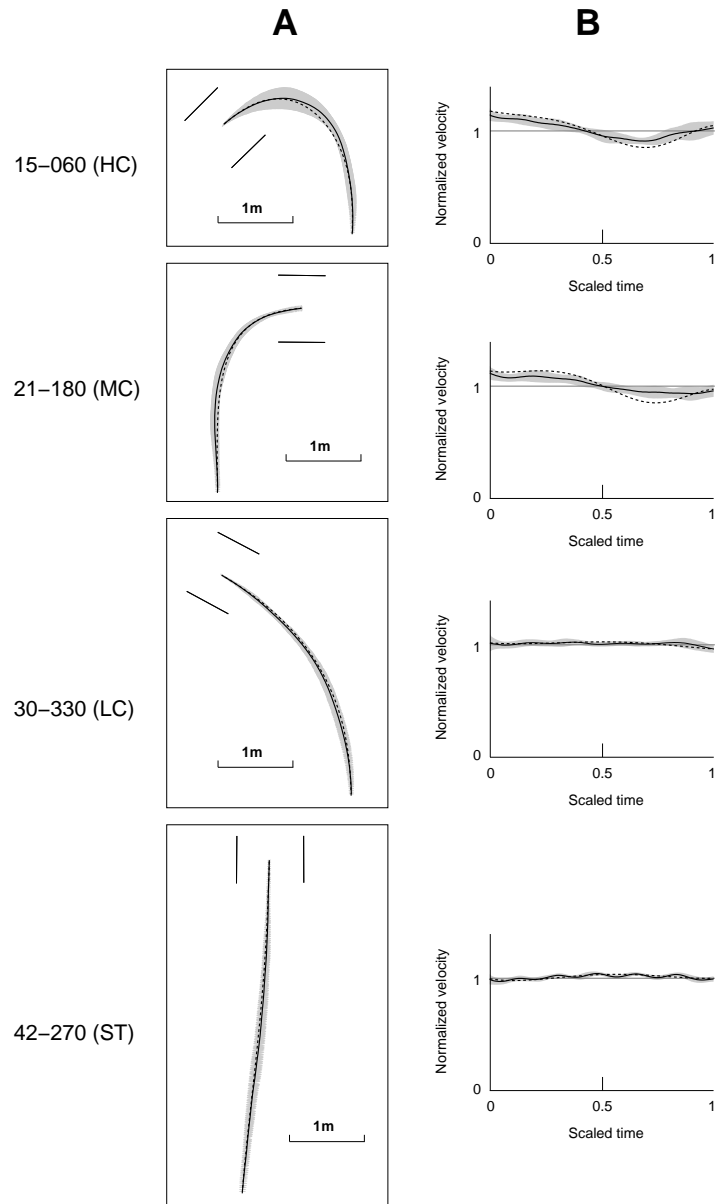 A
B
15−060 (HC)
1m
Normalized velocity
1
0
0
0.5
1
Scaled time
21−180 (MC)
1m
Normalized velocity
1
0
0
0.5
1
Scaled time
30−330 (LC)
1m
Normalized velocity
1
0
0
0.5
1
Scaled time
42−270 (ST)
1m
Normalized velocity
1
0
0
0.5
1
Scaled time